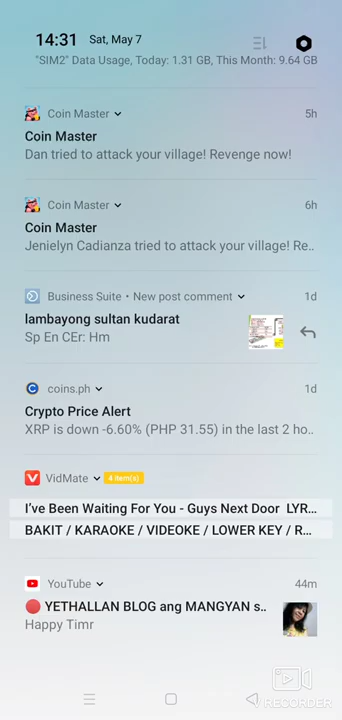 14:31 Sat, May 7
"SIM2" Data Usage, Today: 1.31 GB, This Month: 9.64 GB
Coin Master 5h
Coin Master
Dan tried to attack your village! Revenge now!
Coin Master 6h
Coin Master
Jenielyn Cadianza tried to attack your village! Re..
Business Suite • New post comment 1d
lambayong sultan kudarat
Sp En CEr: Hm
coins.ph 1d
Crypto Price Alert
XRP is down -6.60% (PHP 31.55) in the last 2 ho..
VidMate 4 item(s)
I've Been Waiting For You - Guys Next Door LYR...
BAKIT / KARAOKE / VIDEOKE / LOWER KEY / R...
YouTube 44m
🔴 YETHALLAN BLOG ang MANGYAN s..
Happy Timr
RECORDER